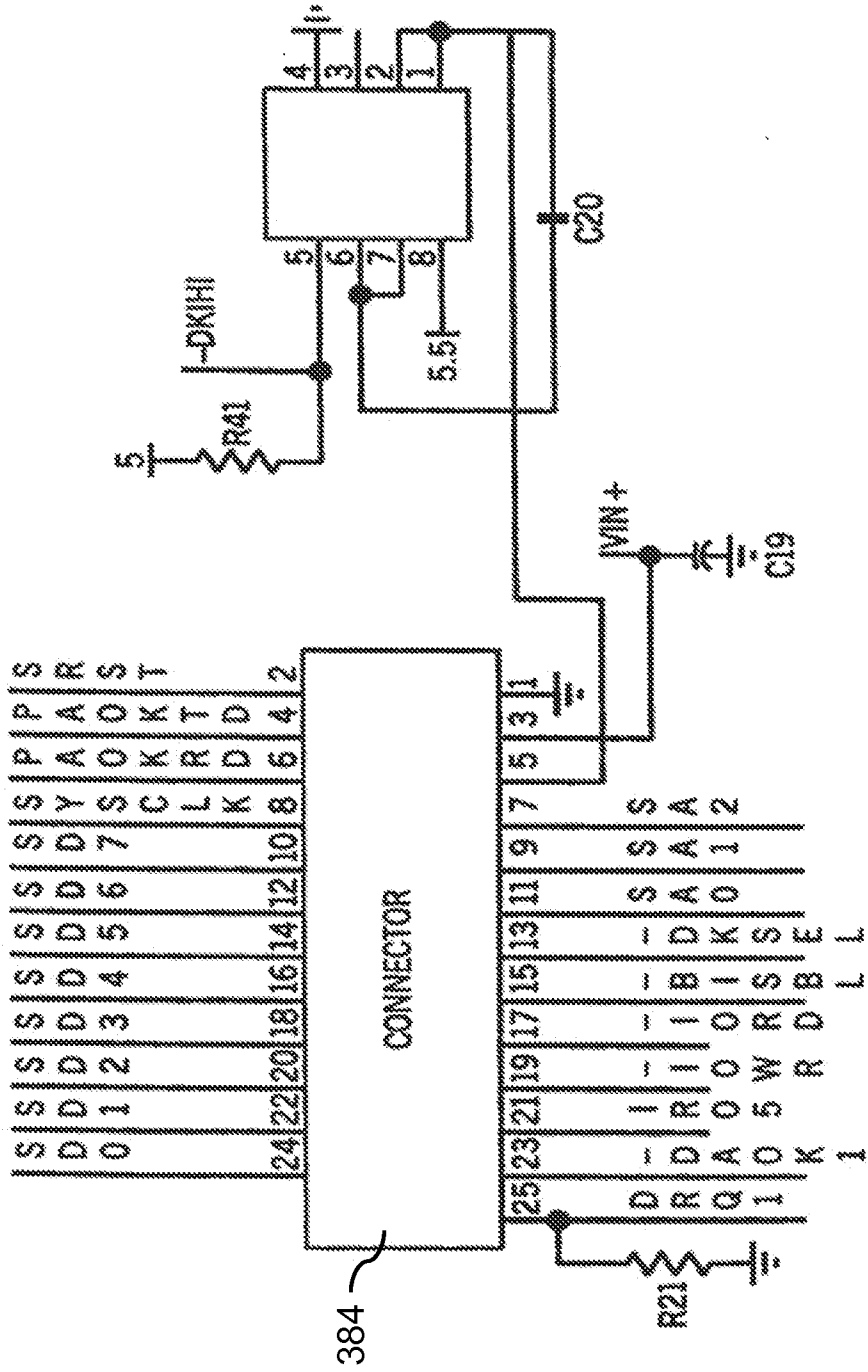 SD0
SD1
SD2
SD3
SD4
SD5
SD6
SD7
SYSCLK
PAOKRD
PAOKTD
SRST
24 22 20 18 16 14 12 10 8 6 4 2
CONNECTOR
384
25 23 21 19 17 15 13 11 9 7 5 3 1
DRQ1
-DAOK1
IRO5
-IOWR
-IORD
-BISBL
-DKSEL
SA0
SA1
SA2
R21
5
R41
-DKIHI
5 6 7 8
5.5
4 3 2 1
C20
VIN+
C19